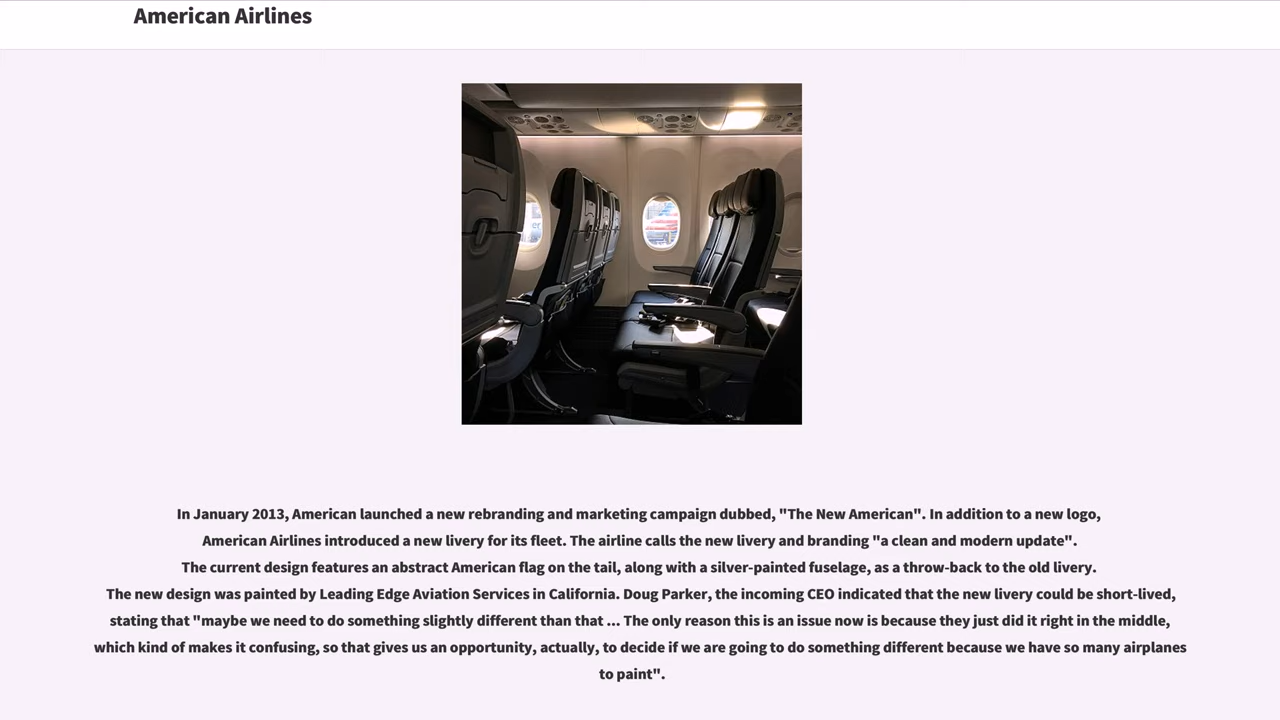 American Airlines
In January 2013, American launched a new rebranding and marketing campaign dubbed, "The New American". In addition to a new logo,
American Airlines introduced a new livery for its fleet. The airline calls the new livery and branding "a clean and modern update".
The current design features an abstract American flag on the tail, along with a silver-painted fuselage, as a throw-back to the old livery.
The new design was painted by Leading Edge Aviation Services in California. Doug Parker, the incoming CEO indicated that the new livery could be short-lived,
stating that "maybe we need to do something slightly different than that ... The only reason this is an issue now is because they just did it right in the middle,
which kind of makes it confusing, so that gives us an opportunity, actually, to decide if we are going to do something different because we have so many airplanes
to paint".